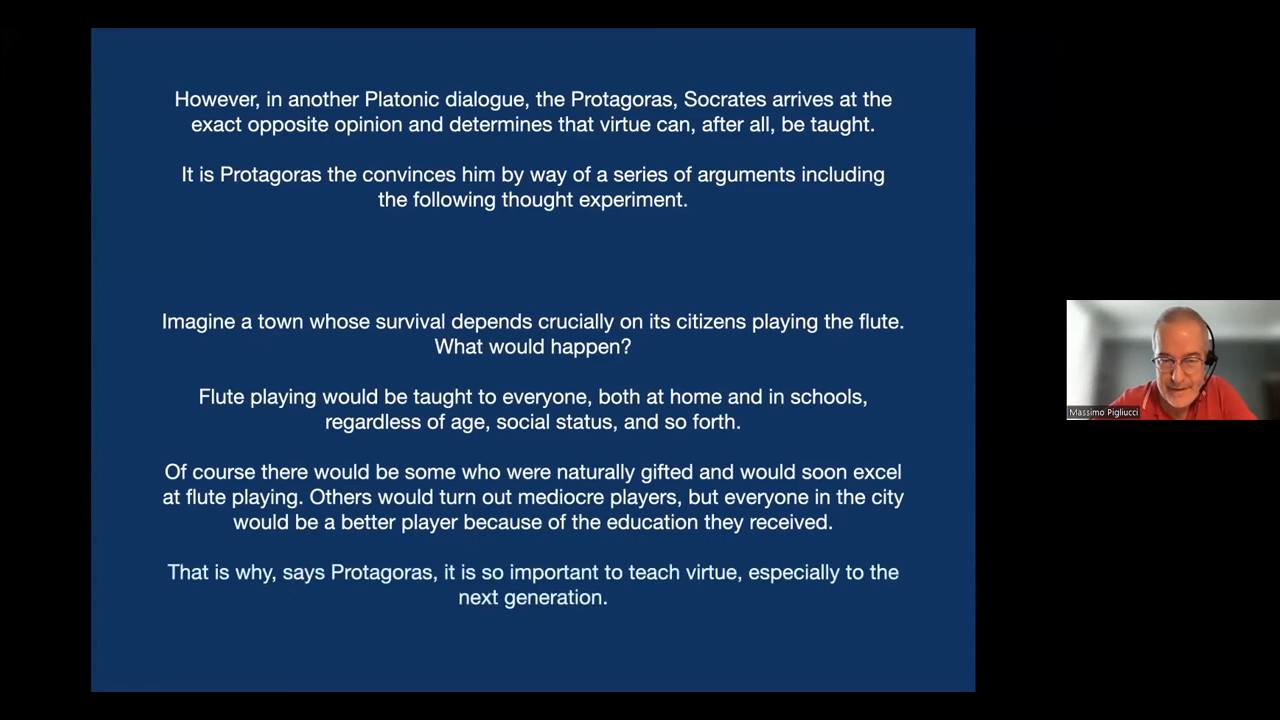 However, in another Platonic dialogue, the Protagoras, Socrates arrives at the
exact opposite opinion and determines that virtue can, after all, be taught.
It is Protagoras the convinces him by way of a series of arguments including
the following thought experiment.
Imagine a town whose survival depends crucially on its citizens playing the flute.
What would happen?
Flute playing would be taught to everyone, both at home and in schools,
regardless of age, social status, and so forth.
Of course there would be some who were naturally gifted and would soon excel
at flute playing. Others would turn out mediocre players, but everyone in the city
would be a better player because of the education they received.
That is why, says Protagoras, it is so important to teach virtue, especially to the
next generation.
Massimo Pigliucci